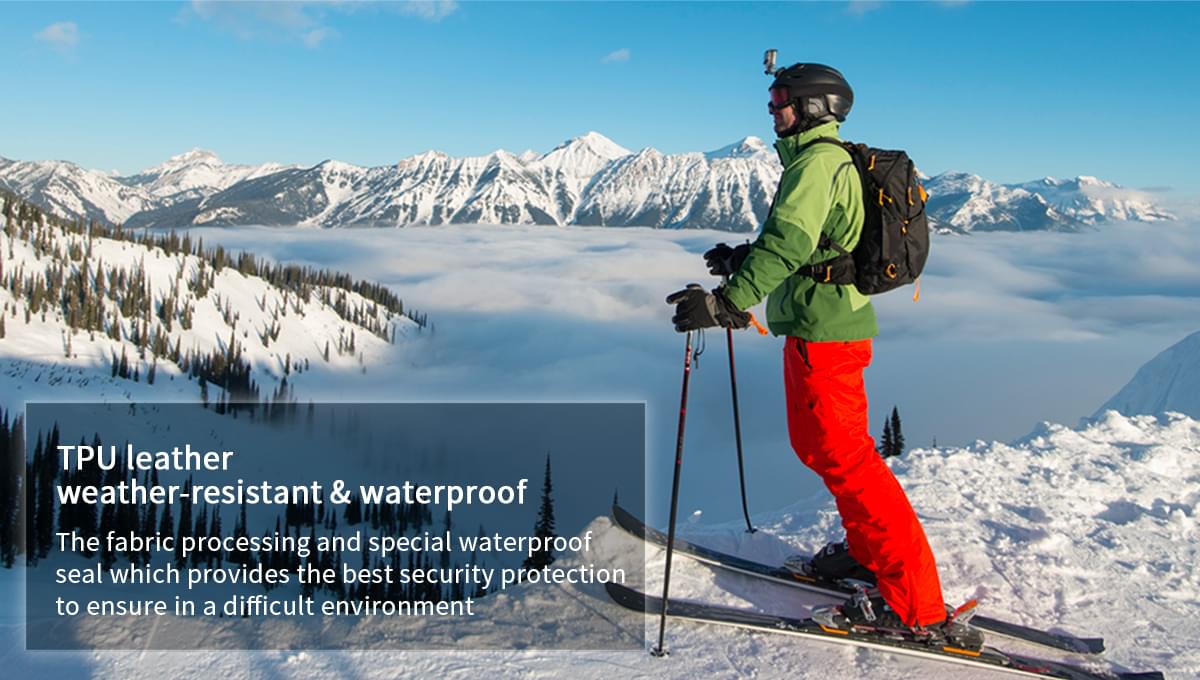 TPU leather
weather-resistant & waterproof
The fabric processing and special waterproof
seal which provides the best security protection
to ensure in a difficult environment